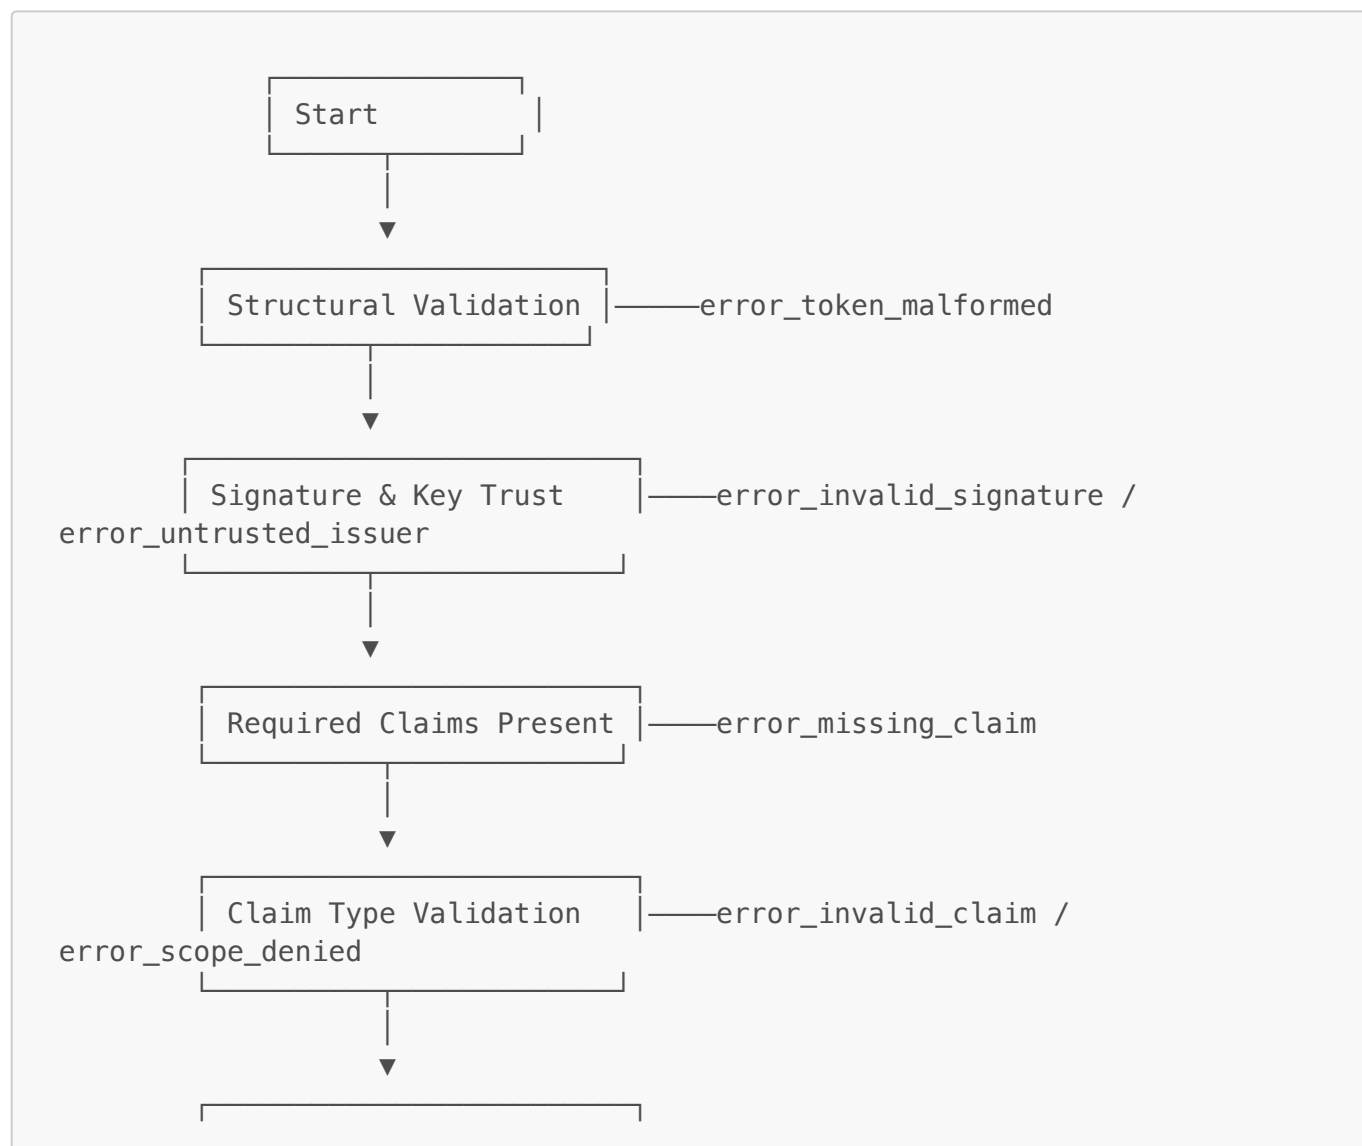 Start
Structural Validation error_token_malformed
Signature & Key Trust error_invalid_signature /
error_untrusted_issuer
Required Claims Present error_missing_claim
Claim Type Validation error_invalid_claim /
error_scope_denied